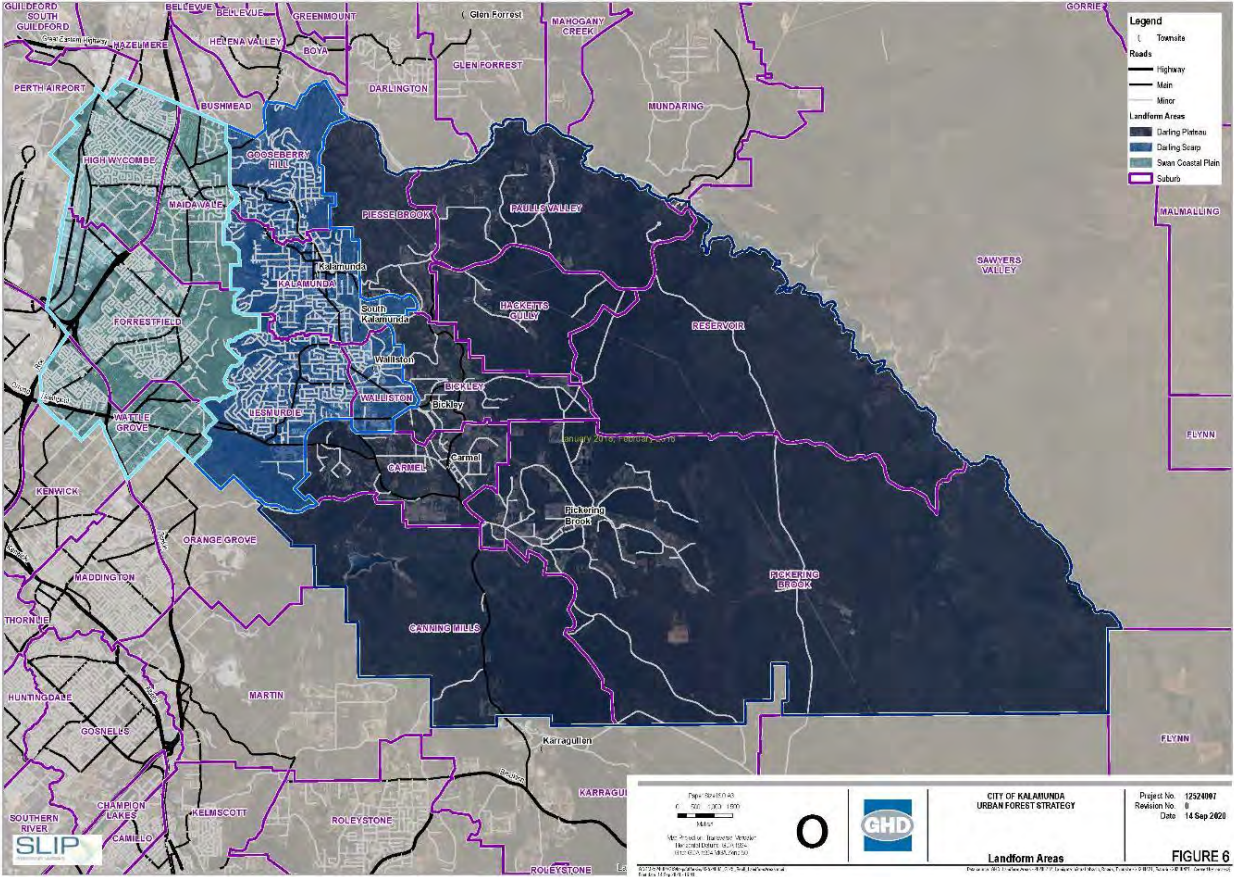 GUILDFORD
SOUTH
GUILDFORD
BELLEVUE
BELLEVUE
GREENMOUNT
Glen Forrest
MAHOGANY
CREEK
GORRIE
Great Eastern Highway
HAZELMERE
HELENA VALLEY
BOYA
GLEN FORREST
PERTH AIRPORT
BUSHMEAD
DARLINGTON
MUNDARING
HIGH WYCOMBE
GOOSEBERRY
HILL
MAIDA VALE
PIESSE BROOK
PAULLS VALLEY
MALMALLING
SAWYERS
VALLEY
Kalamunda
KALAMUNDA
South
Kalamunda
HACKETTS
GULLY
FORRESTFIELD
RESERVOIR
Walliston
WALLISTON
BICKLEY
Bickley
LESMURDIE
WATTLE
GROVE
FLYNN
CARMEL
Carmel
KENWICK
Pickering
Brook
ORANGE GROVE
MADDINGTON
PICKERING
BROOK
THORNLIE
CANNING MILLS
HUNTINGDALE
MARTIN
GOSNELLS
Karragullen
FLYNN
CHAMPION
LAKES
KELMSCOTT
KARRAGU
SOUTHERN
RIVER
CAMILLO
ROLEYSTONE
ROLEYSTONE
SLIP
Legend
Townsite
Roads
Highway
Main
Minor
Landform Areas
Darling Plateau
Darling Scarp
Swan Coastal Plain
Suburb
GHD
CITY OF KALAMUNDA
URBAN FOREST STRATEGY
Landform Areas
Project No. 12524007
Revision No. 0
Date 14 Sep 2020
FIGURE 6